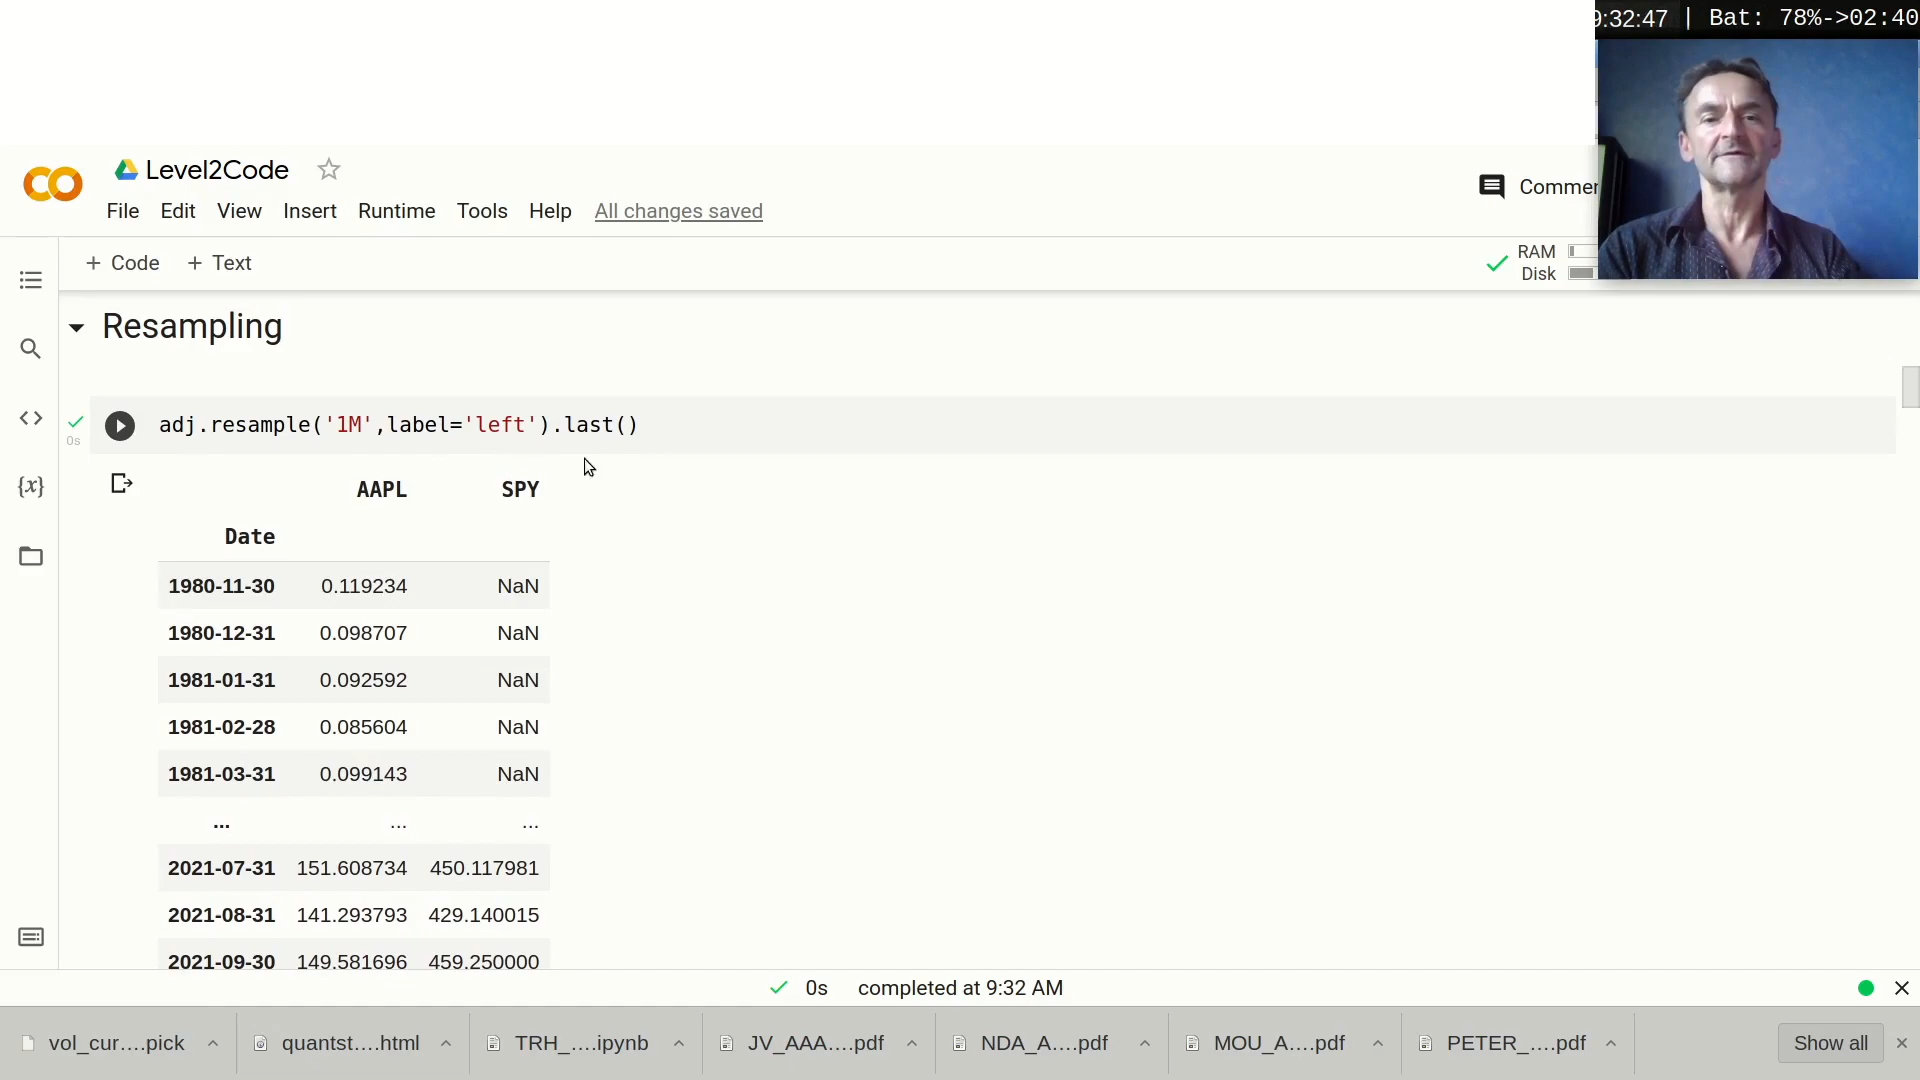 9:32:47 | Bat: 78%->02:40
Level2Code
File Edit View Insert Runtime Tools Help All changes saved
Commen
+ Code + Text
RAM
Disk
Resampling
0s
adj.resample('1M',label='left').last()
{x}
AAPL SPY
Date
1980-11-30 0.119234 NaN
1980-12-31 0.098707 NaN
1981-01-31 0.092592 NaN
1981-02-28 0.085604 NaN
1981-03-31 0.099143 NaN
... ... ...
2021-07-31 151.608734 450.117981
2021-08-31 141.293793 429.140015
2021-09-30 149.581696 459.250000
0s completed at 9:32 AM
vol_cur....pick quantst....html TRH_....ipynb JV_AAA....pdf NDA_A....pdf MOU_A....pdf PETER_....pdf Show all